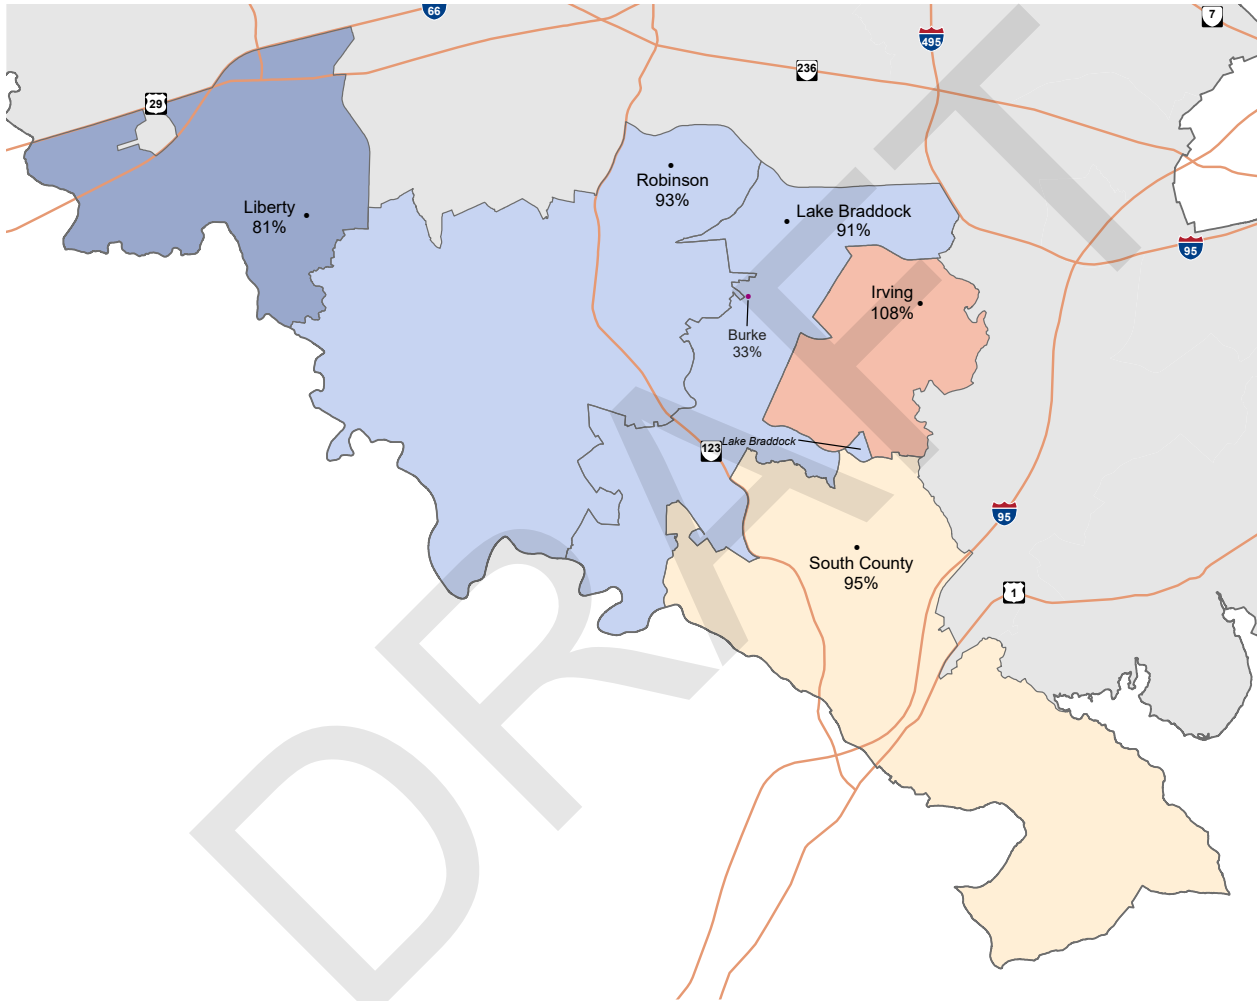 66
7
495
236
29
Robinson
93%
Liberty
81%
Lake Braddock
91%
95
Irving
108%
Burke
33%
123
Lake Braddock
95
South County
95%
1
DRAFT